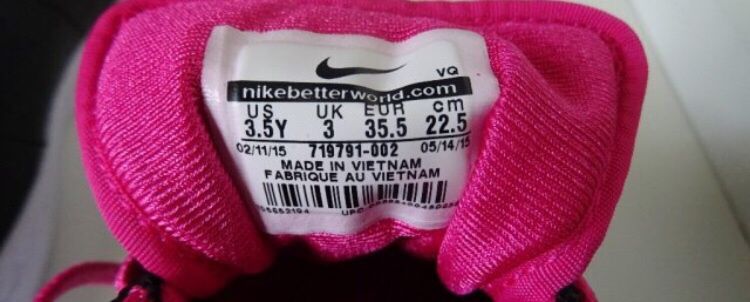 VQ
nikebetterworld.com
US UK EUR cm
3.5Y 3 35.5 22.5
02/11/15 719791-002 05/14/15
MADE IN VIETNAM
FABRIQUE AU VIETNAM
UPC